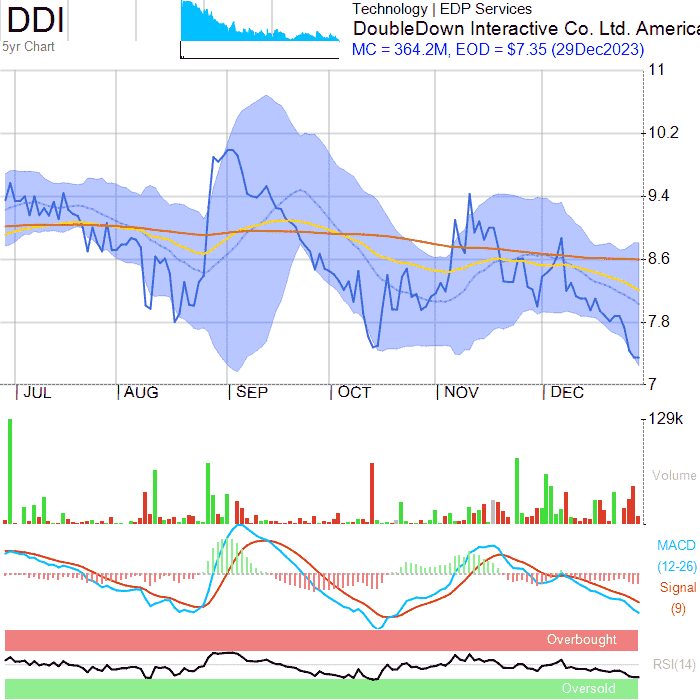 DDI
5yr Chart
Technology | EDP Services
DoubleDown Interactive Co. Ltd. America
MC = 364.2M, EOD = $7.35 (29Dec2023)
11
10.2
9.4
8.6
7.8
7
JUL AUG SEP OCT NOV DEC
129k
Volume
MACD
(12-26)
Signal
(9)
Overbought
RSI(14)
Oversold